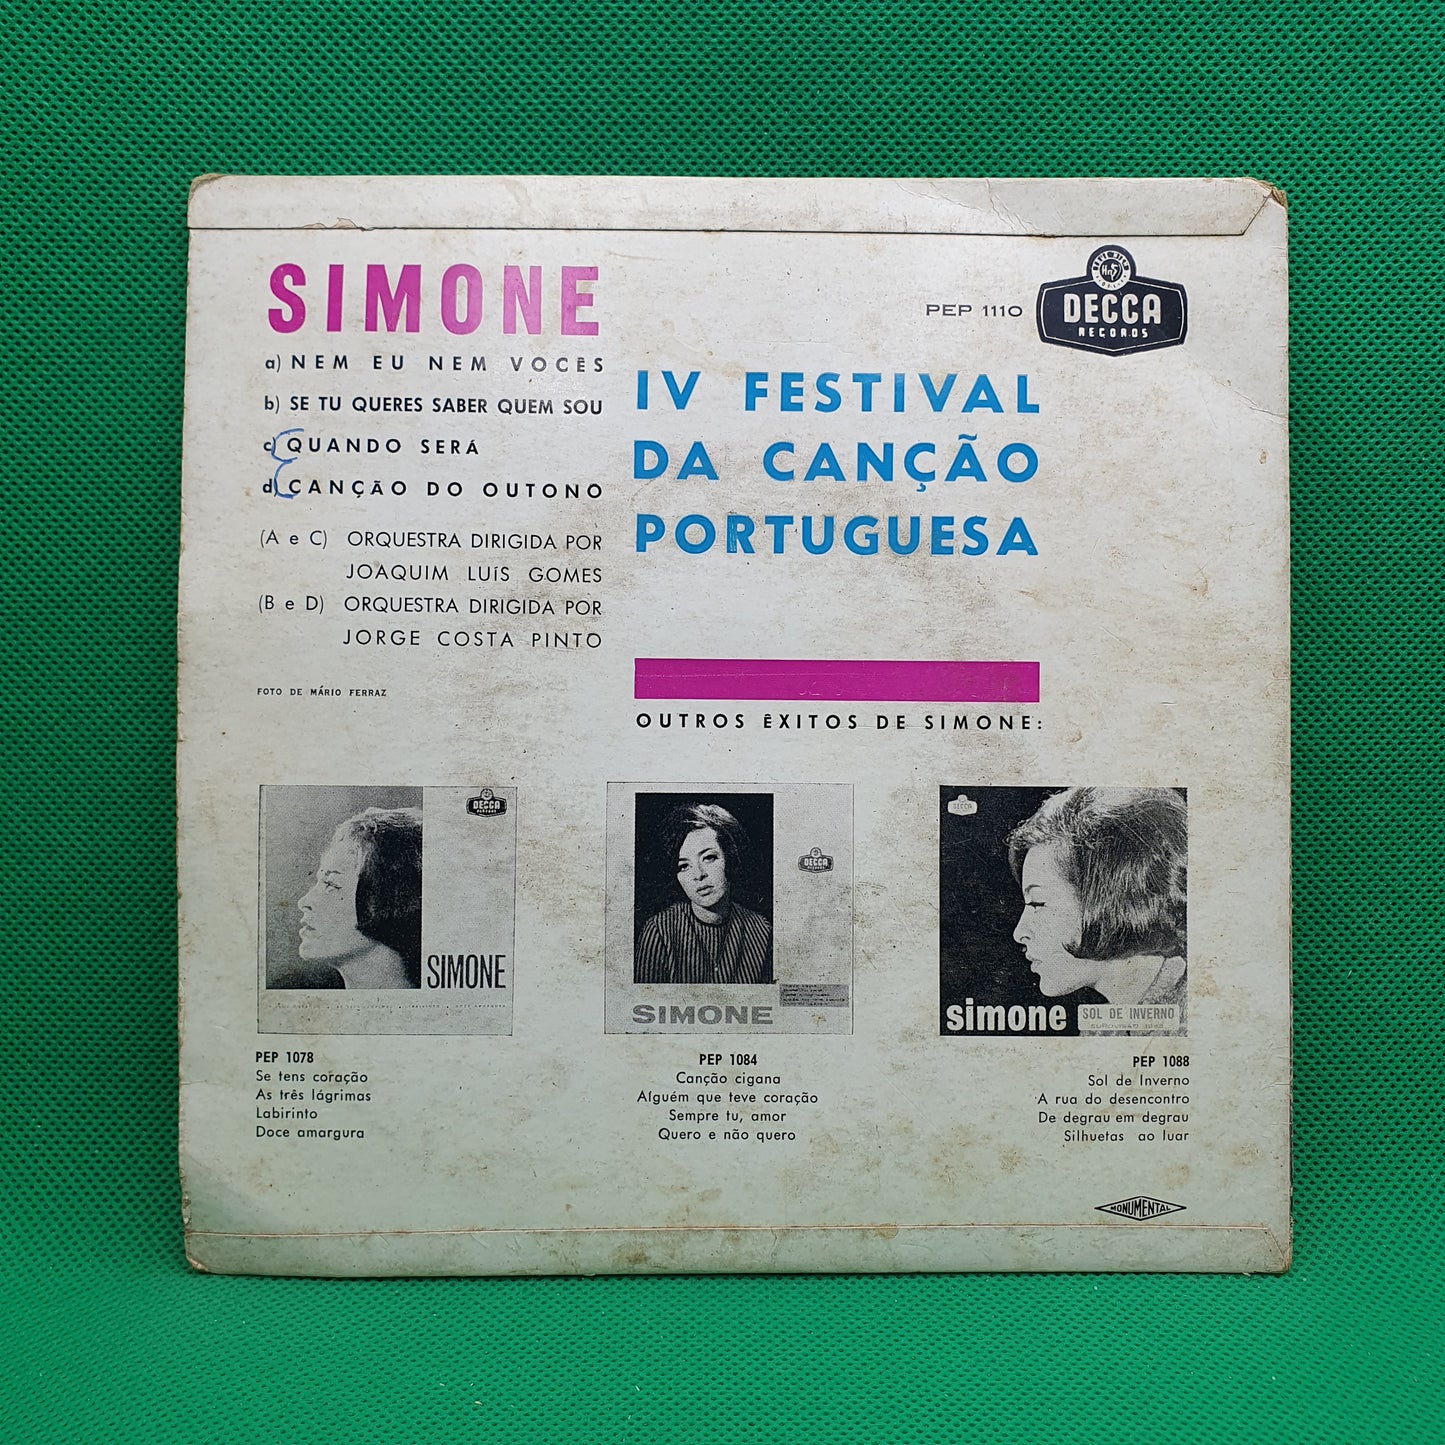 SIMONE
a) NEM EU NEM VOCÊS
b) SE TU QUERES SABER QUEM SOU
c) QUANDO SERÁ
d) CANÇÃO DO OUTONO
(A e C) ORQUESTRA DIRIGIDA POR
JOAQUIM LUíS GOMES
(B e D) ORQUESTRA DIRIGIDA POR
JORGE COSTA PINTO
FOTO DE MÁRIO FERRAZ
PEP 1110
DECCA
RECORDS
IV FESTIVAL
DA CANÇÃO
PORTUGUESA
OUTROS ÊXITOS DE SIMONE:
DECCA
SIMONE
DECCA
SIMONE
simone
SOL DE INVERNO
PEP 1078
Se tens coração
As três lágrimas
Labirinto
Doce amargura
PEP 1084
Canção cigana
Alguém que teve coração
Sempre tu, amor
Quero e não quero
PEP 1088
Sol de Inverno
A rua do desencontro
De degrau em degrau
Silhuetas ao luar
MONUMENTAL